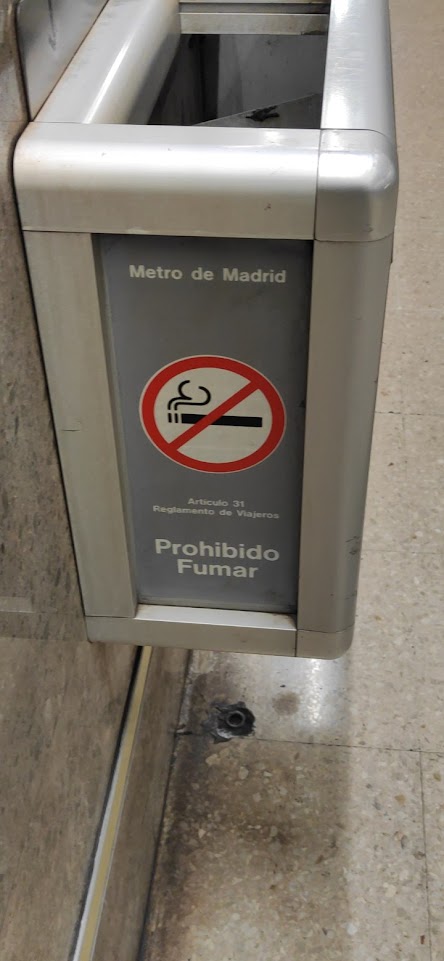 Metro de Madrid
Artículo 31
Reglamento de Viajeros
Prohibido
Fumar